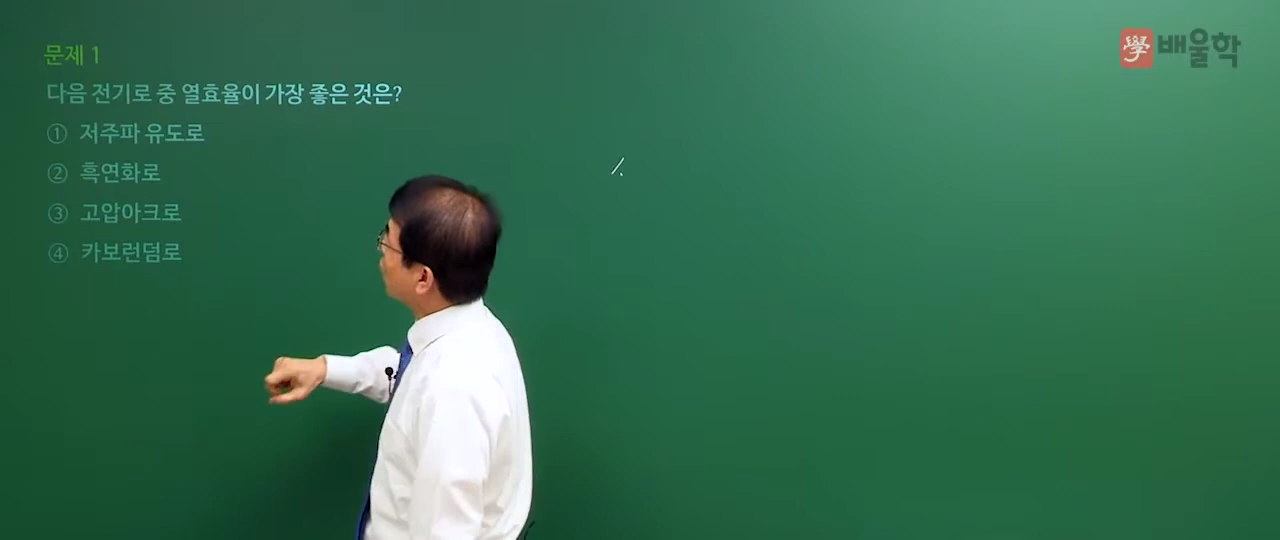 문제 1
다음 전기로 중 열효율이 가장 좋은 것은?
① 저주파 유도로
② 흑연화로
③ 고압아크로
④ 카보런덤로
學 배울학